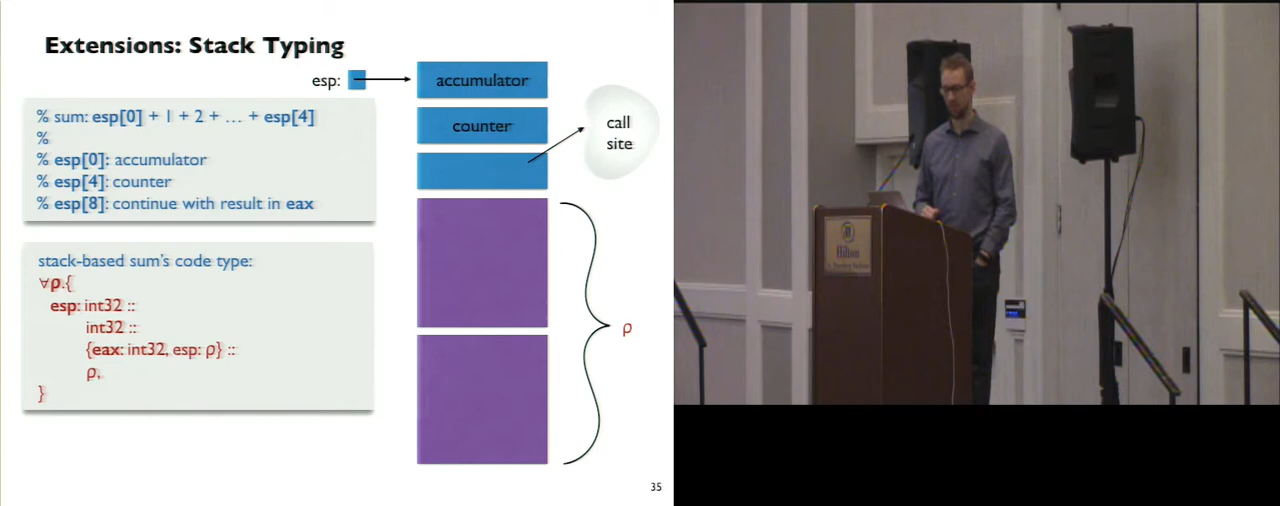 Extensions: Stack Typing
esp:
accumulator
counter
call
site
% sum: esp[0] + 1 + 2 + … + esp[4]
%
% esp[0]: accumulator
% esp[4]: counter
% esp[8]: continue with result in eax
stack-based sum's code type:
∀ρ.{
esp: int32 ::
int32 ::
{eax: int32, esp: ρ} ::
ρ,
}
ρ
35
Hilton